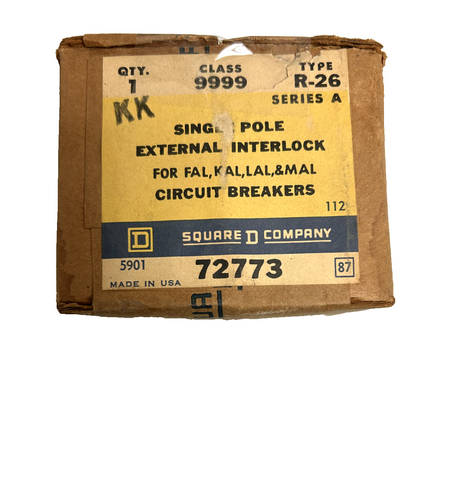 QTY. CLASS TYPE
1 9999 R-26
KK SERIES A
SINGLE POLE
EXTERNAL INTERLOCK
FOR FAL, KAL, LAL, & MAL
CIRCUIT BREAKERS
112
D SQUARE D COMPANY
5901 72773 87
MADE IN USA
UA